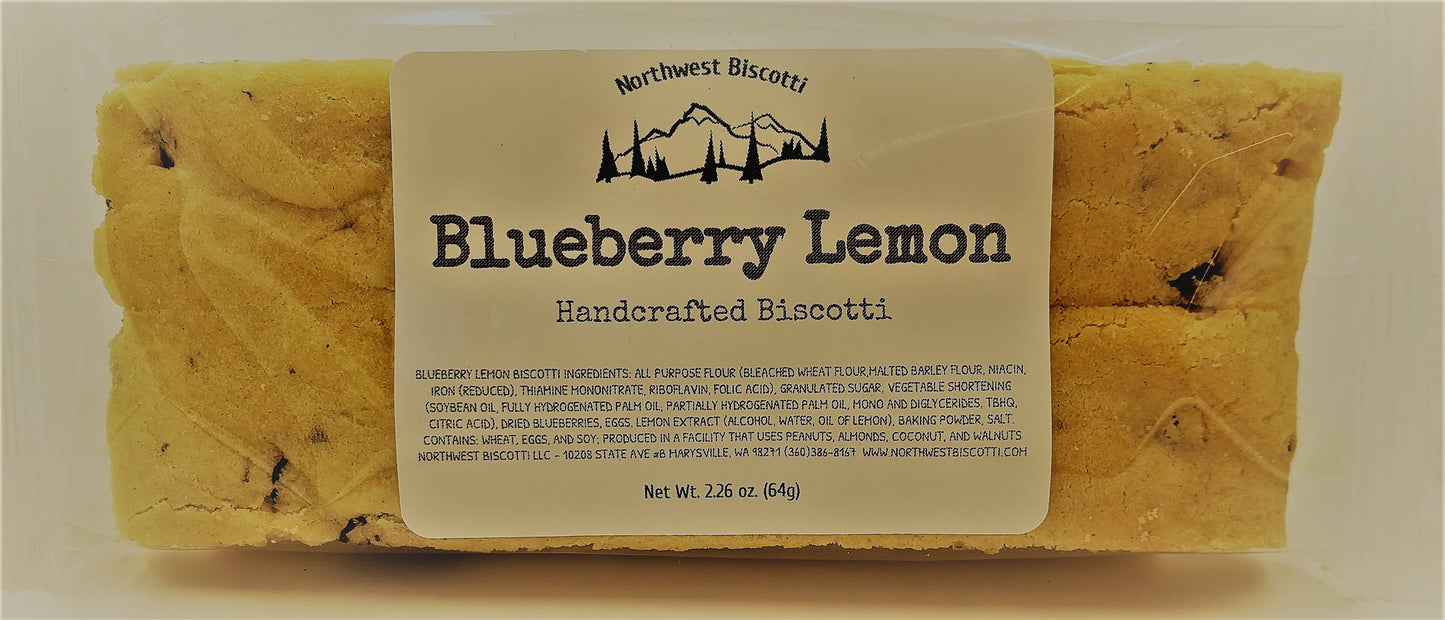 Northwest Biscotti
Blueberry Lemon
Handcrafted Biscotti
BLUEBERRY LEMON BISCOTTI INGREDIENTS: ALL PURPOSE FLOUR (BLEACHED WHEAT FLOUR,MALTED BARLEY FLOUR, NIACIN,
IRON (REDUCED), THIAMINE MONONITRATE, RIBOFLAVIN, FOLIC ACID), GRANULATED SUGAR, VEGETABLE SHORTENING
(SOYBEAN OIL, FULLY HYDROGENATED PALM OIL, PARTIALLY HYDROGENATED PALM OIL, MONO AND DIGLYCERIDES, TBHQ,
CITRIC ACID), DRIED BLUEBERRIES, EGGS, LEMON EXTRACT (ALCOHOL, WATER, OIL OF LEMON), BAKING POWDER, SALT.
CONTAINS: WHEAT, EGGS, AND SOY; PRODUCED IN A FACILITY THAT USES PEANUTS, ALMONDS, COCONUT, AND WALNUTS
NORTHWEST BISCOTTI LLC - 10208 STATE AVE #B MARYSVILLE, WA 98271 (360)386-8167 WWW.NORTHWESTBISCOTTI.COM
Net Wt. 2.26 oz. (64g)